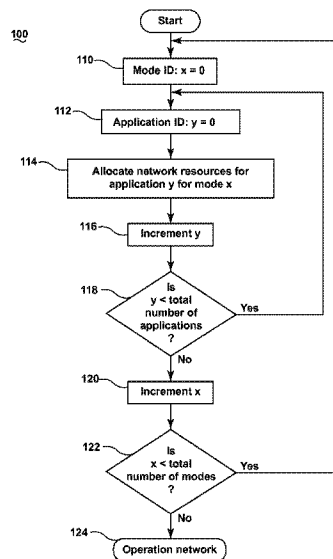 Start
100
110
Mode ID: x = 0
112
Application ID: y = 0
114
Allocate network resources for
application y for mode x
116
Increment y
118
Is
y < total
number of
applications
?
Yes
No
120
Increment x
122
Is
x < total
number of modes
?
Yes
No
124
Operation network